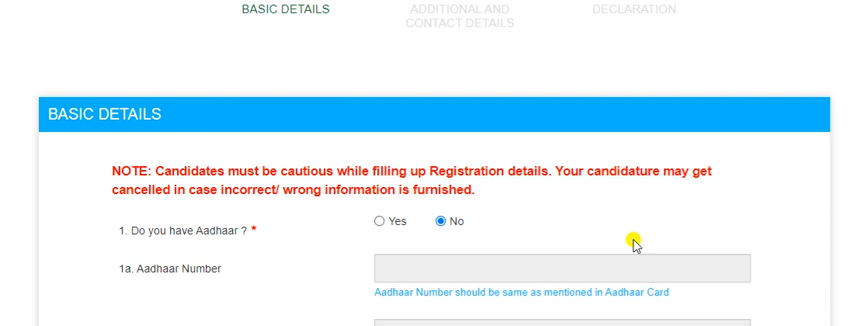 BASIC DETAILS
ADDITIONAL AND
CONTACT DETAILS
DECLARATION
BASIC DETAILS
NOTE: Candidates must be cautious while filling up Registration details. Your candidature may get
cancelled in case incorrect/ wrong information is furnished.
1. Do you have Aadhaar ? *
Yes No
1a. Aadhaar Number
Aadhaar Number should be same as mentioned in Aadhaar Card